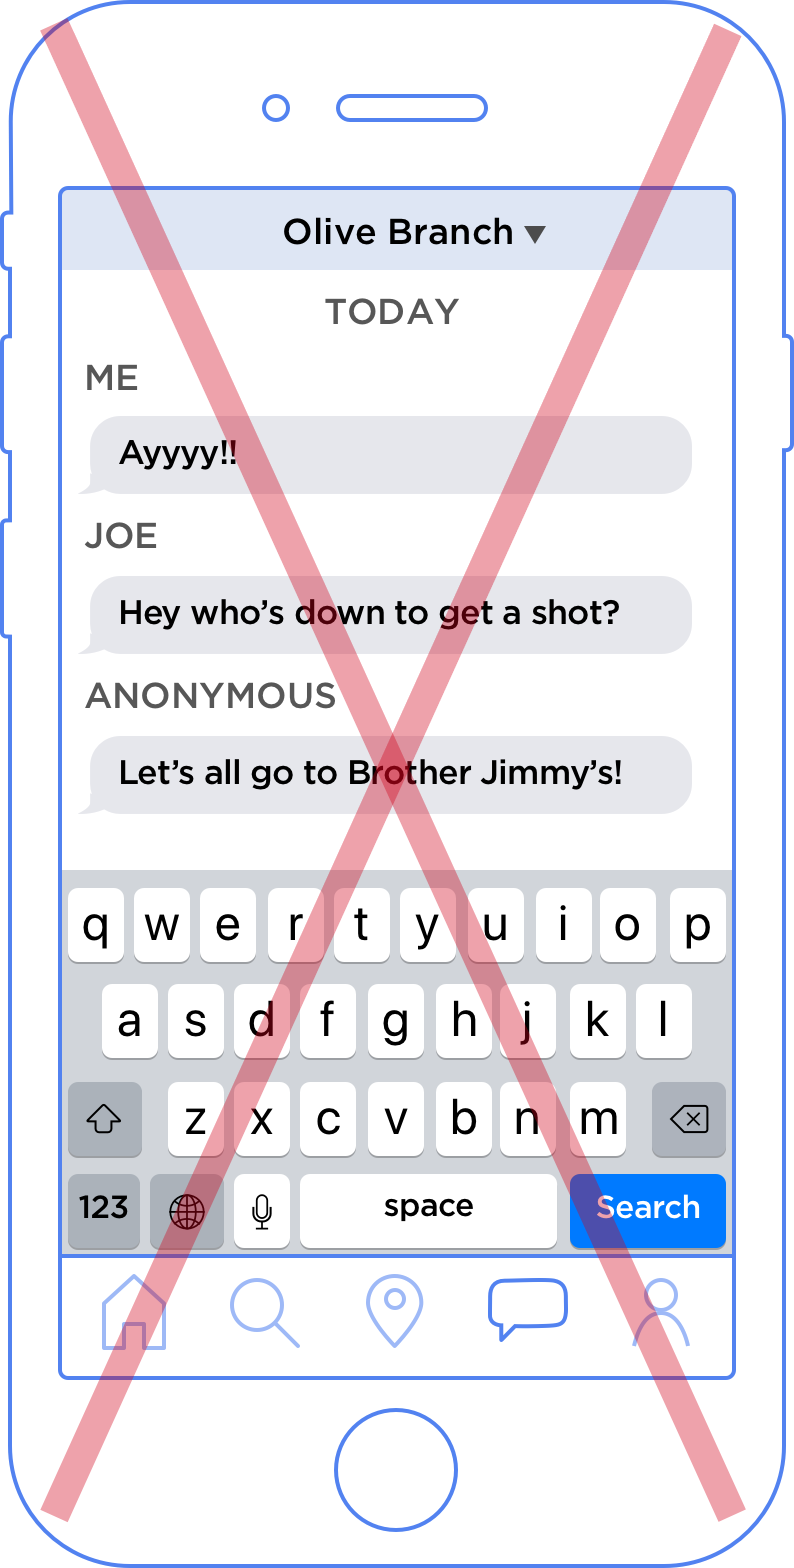 Olive Branch ▼
TODAY
ME
Ayyyy!!
JOE
Hey who’s down to get a shot?
ANONYMOUS
Let’s all go to Brother Jimmy’s!
q w e r t y u i o p
a s d f g h j k l
z x c v b n m
123 space Search